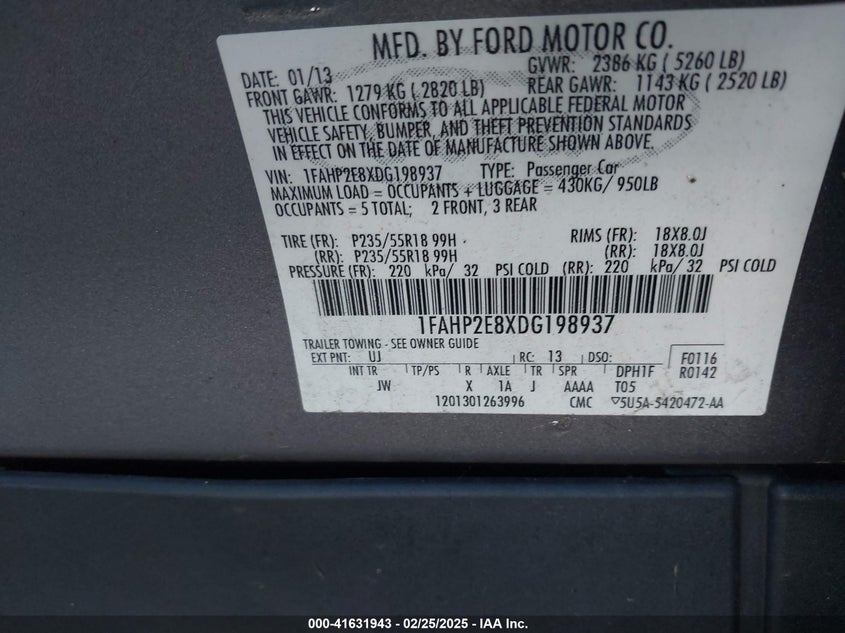 MFD. BY FORD MOTOR CO.
DATE: 01/13 GVWR: 2386 KG ( 5260 LB)
FRONT GAWR: 1279 KG ( 2820 LB) REAR GAWR: 1143 KG ( 2520 LB)
THIS VEHICLE CONFORMS TO ALL APPLICABLE FEDERAL MOTOR
VEHICLE SAFETY, BUMPER, AND THEFT PREVENTION STANDARDS
IN EFFECT ON THE DATE OF MANUFACTURE SHOWN ABOVE.
VIN: 1FAHP2E8XDG198937 TYPE: Passenger Car
MAXIMUM LOAD = OCCUPANTS + LUGGAGE = 430KG/ 950LB
OCCUPANTS = 5 TOTAL; 2 FRONT, 3 REAR
TIRE (FR): P235/55R18 99H RIMS (FR): 18X8.0J
(RR): P235/55R18 99H (RR): 18X8.0J
PRESSURE (FR): 220 kPa/ 32 PSI COLD (RR): 220 kPa/ 32 PSI COLD
1FAHP2E8XDG198937
TRAILER TOWING - SEE OWNER GUIDE
EXT PNT: UJ RC: 13 DSO: F0116
INT TR TP/PS R AXLE TR SPR DPH1F R0142
JW X 1A J AAAA T05
1201301263996 CMC ▽5U5A-5420472-AA
000-41631943 - 02/25/2025 - IAA Inc.